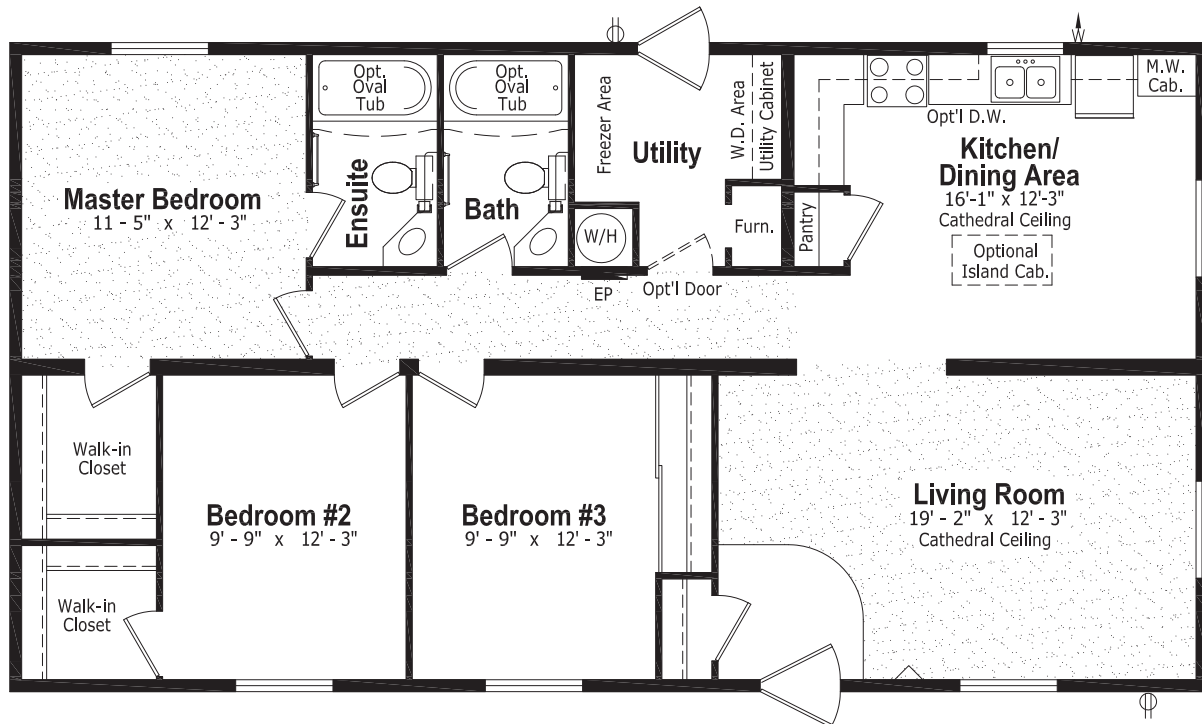 Opt.
Oval
Tub
Opt.
Oval
Tub
Freezer Area
W.D. Area
Utility Cabinet
M.W.
Cab.
Opt'l D.W.
Utility
Kitchen/
Dining Area
16'-1" x 12'-3"
Cathedral Ceiling
Master Bedroom
11 - 5" x 12' - 3"
Ensuite
Bath
W/H
Furn.
Pantry
Optional
Island Cab.
EP
Opt'l Door
Walk-in
Closet
Bedroom #2
9' - 9" x 12' - 3"
Bedroom #3
9' - 9" x 12' - 3"
Living Room
19' - 2" x 12' - 3"
Cathedral Ceiling
Walk-in
Closet